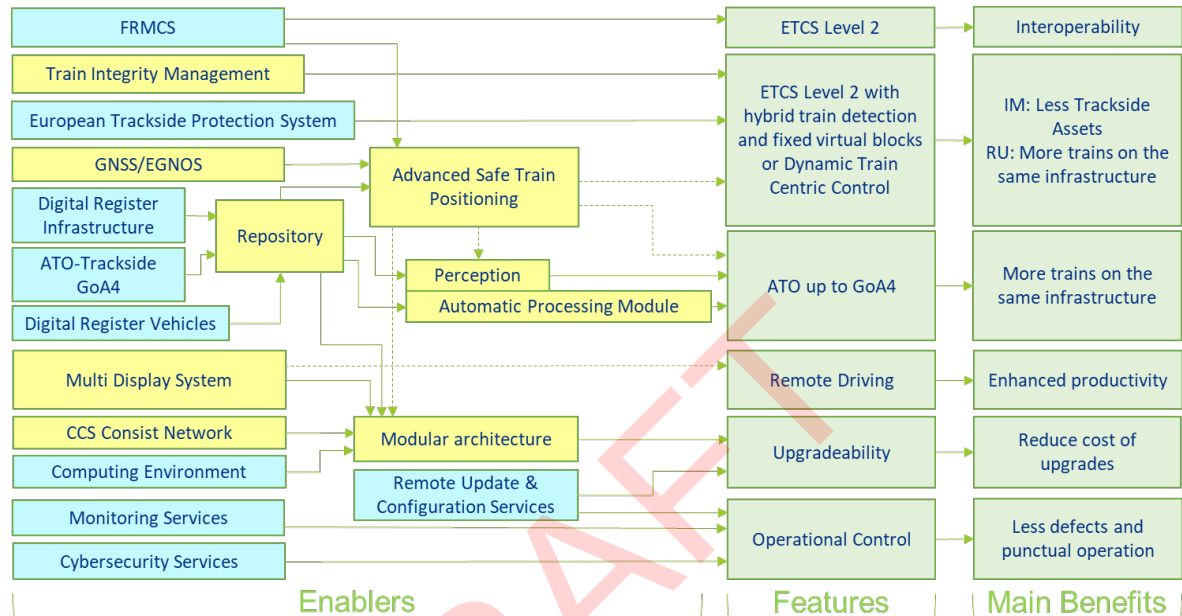 FRMCS
Train Integrity Management
European Trackside Protection System
GNSS/EGNOS
Digital Register
Infrastructure
ATO-Trackside
GoA4
Digital Register Vehicles
Repository
Advanced Safe Train
Positioning
Perception
Automatic Processing Module
Multi Display System
CCS Consist Network
Computing Environment
Modular architecture
Remote Update &
Configuration Services
Monitoring Services
Cybersecurity Services
ETCS Level 2
ETCS Level 2 with
hybrid train detection
and fixed virtual blocks
or Dynamic Train
Centric Control
ATO up to GoA4
Remote Driving
Upgradeability
Operational Control
Interoperability
IM: Less Trackside
Assets
RU: More trains on the
same infrastructure
More trains on the
same infrastructure
Enhanced productivity
Reduce cost of
upgrades
Less defects and
punctual operation
Enablers
Features
Main Benefits
RAFT